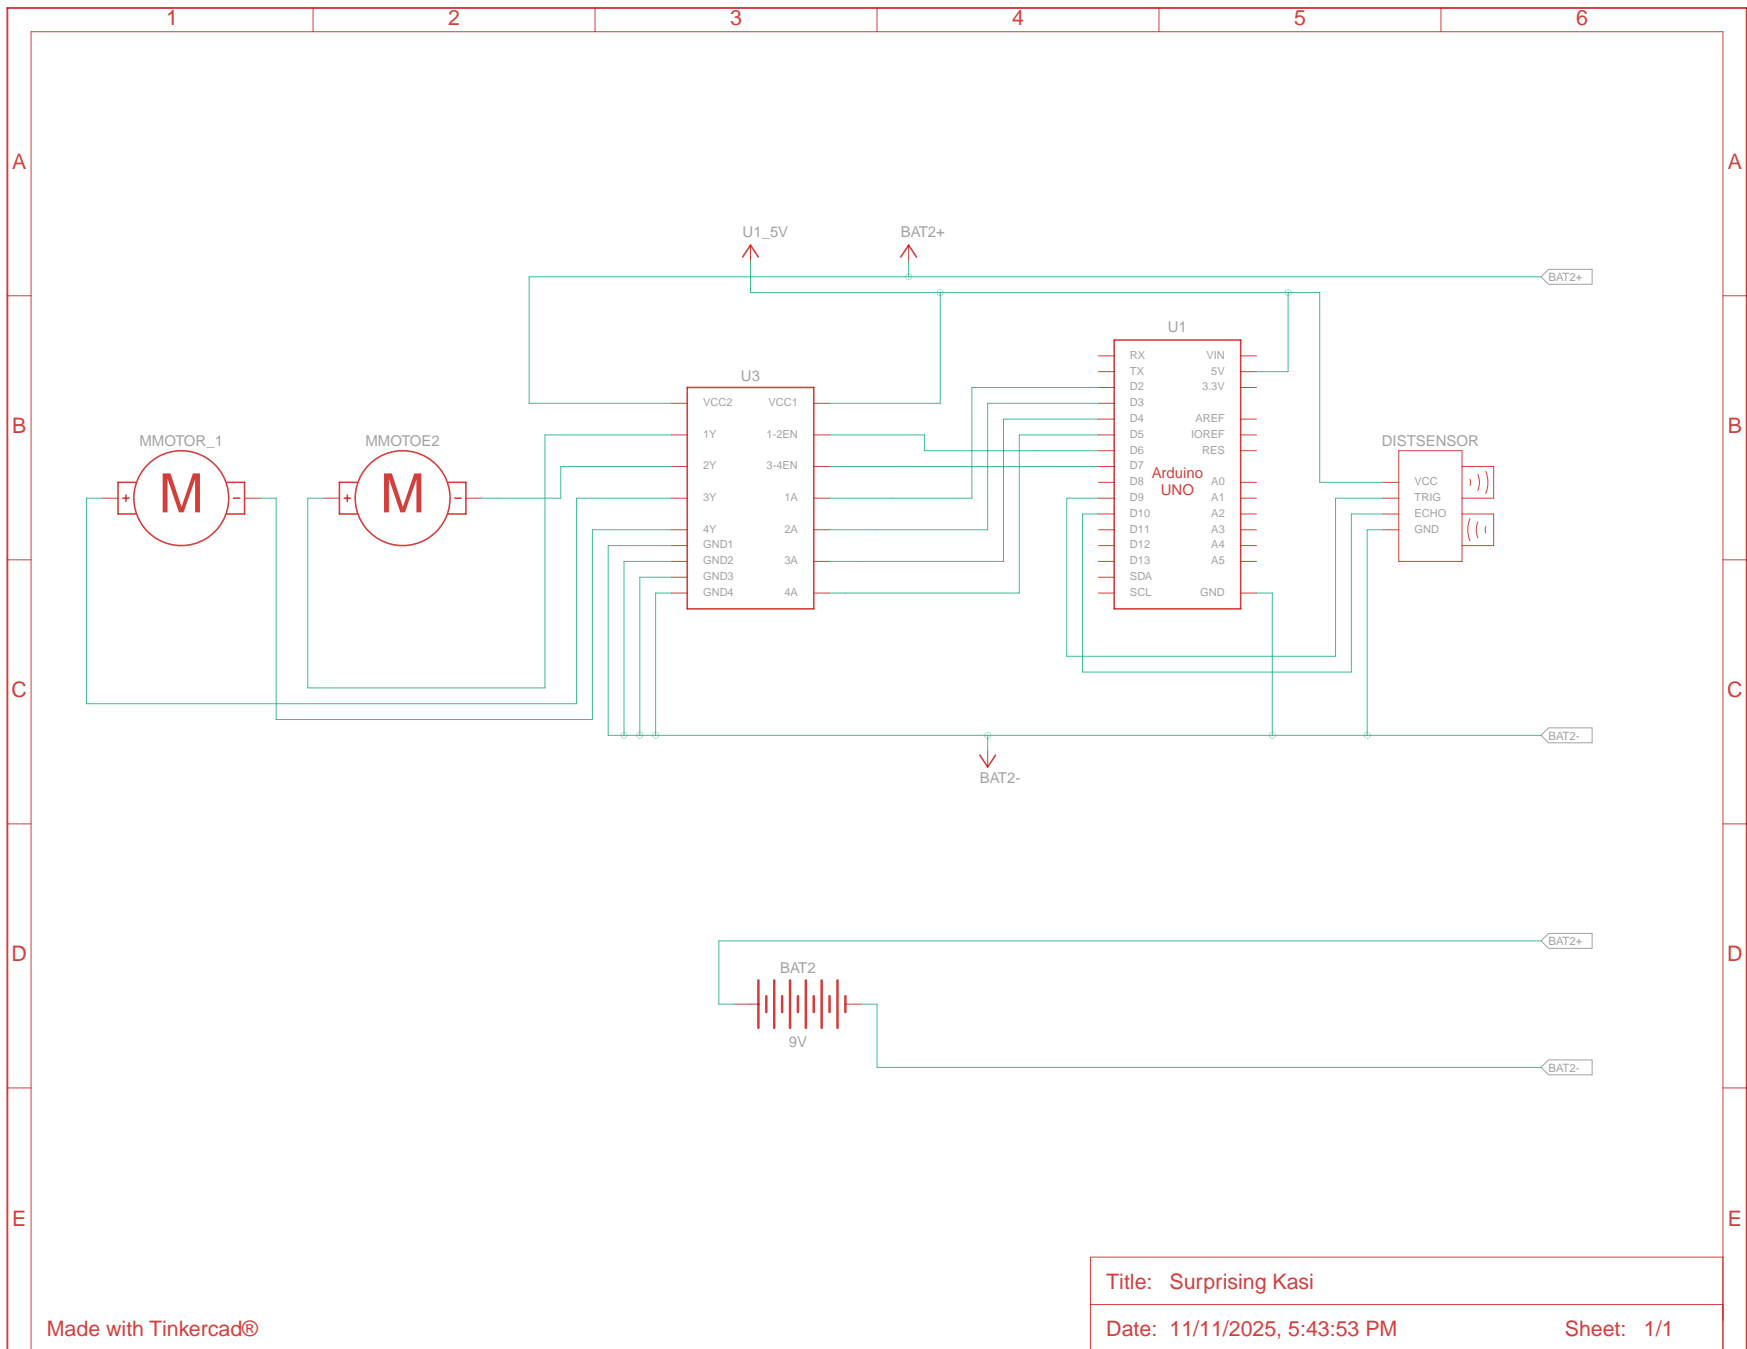 1 2 3 4 5 6
A A
U1_5V BAT2+
BAT2+
U1
U3
B B
MMOTOR_1 MMOTOE2 DISTSENSOR
M M
+ - + -
VCC2 VCC1
1Y 1-2EN
2Y 3-4EN
3Y 1A
4Y 2A
GND1
GND2 3A
GND3
GND4 4A
RX VIN
TX 5V
D2 3.3V
D3
D4 AREF
D5 IOREF
D6 RES
D7
Arduino
UNO
D8 A0
D9 A1
D10 A2
D11 A3
D12 A4
D13 A5
SDA
SCL GND
VCC
TRIG
ECHO
GND
C C
BAT2-
BAT2-
D D
BAT2+
BAT2
9V
BAT2-
E E
Title: Surprising Kasi
Made with Tinkercad®
Date: 11/11/2025, 5:43:53 PM Sheet: 1/1